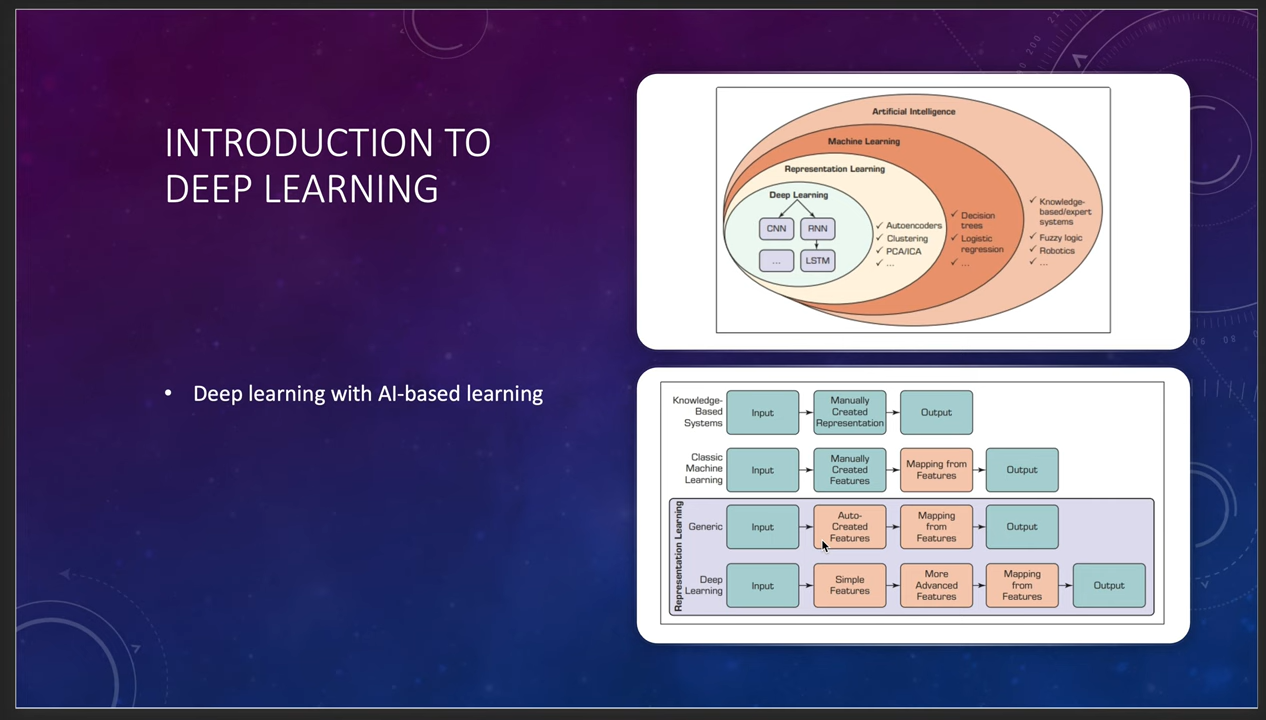 INTRODUCTION TO
DEEP LEARNING
• Deep learning with AI-based learning
Artificial Intelligence
Machine Learning
Representation Learning
Deep Learning
CNN
RNN
...
LSTM
✓ Autoencoders
✓ Clustering
✓ PCA/ICA
✓ ...
✓ Decision
trees
✓ Logistic
regression
✓ ...
✓ Knowledge-
based/expert
systems
✓ Fuzzy logic
✓ Robotics
✓ ...
Knowledge-
Based
Systems
Input
Manually
Created
Representation
Output
Classic
Machine
Learning
Input
Manually
Created
Features
Mapping from
Features
Output
Representation Learning
Generic
Input
Auto-
Created
Features
Mapping
from
Features
Output
Deep
Learning
Input
Simple
Features
More
Advanced
Features
Mapping
from
Features
Output